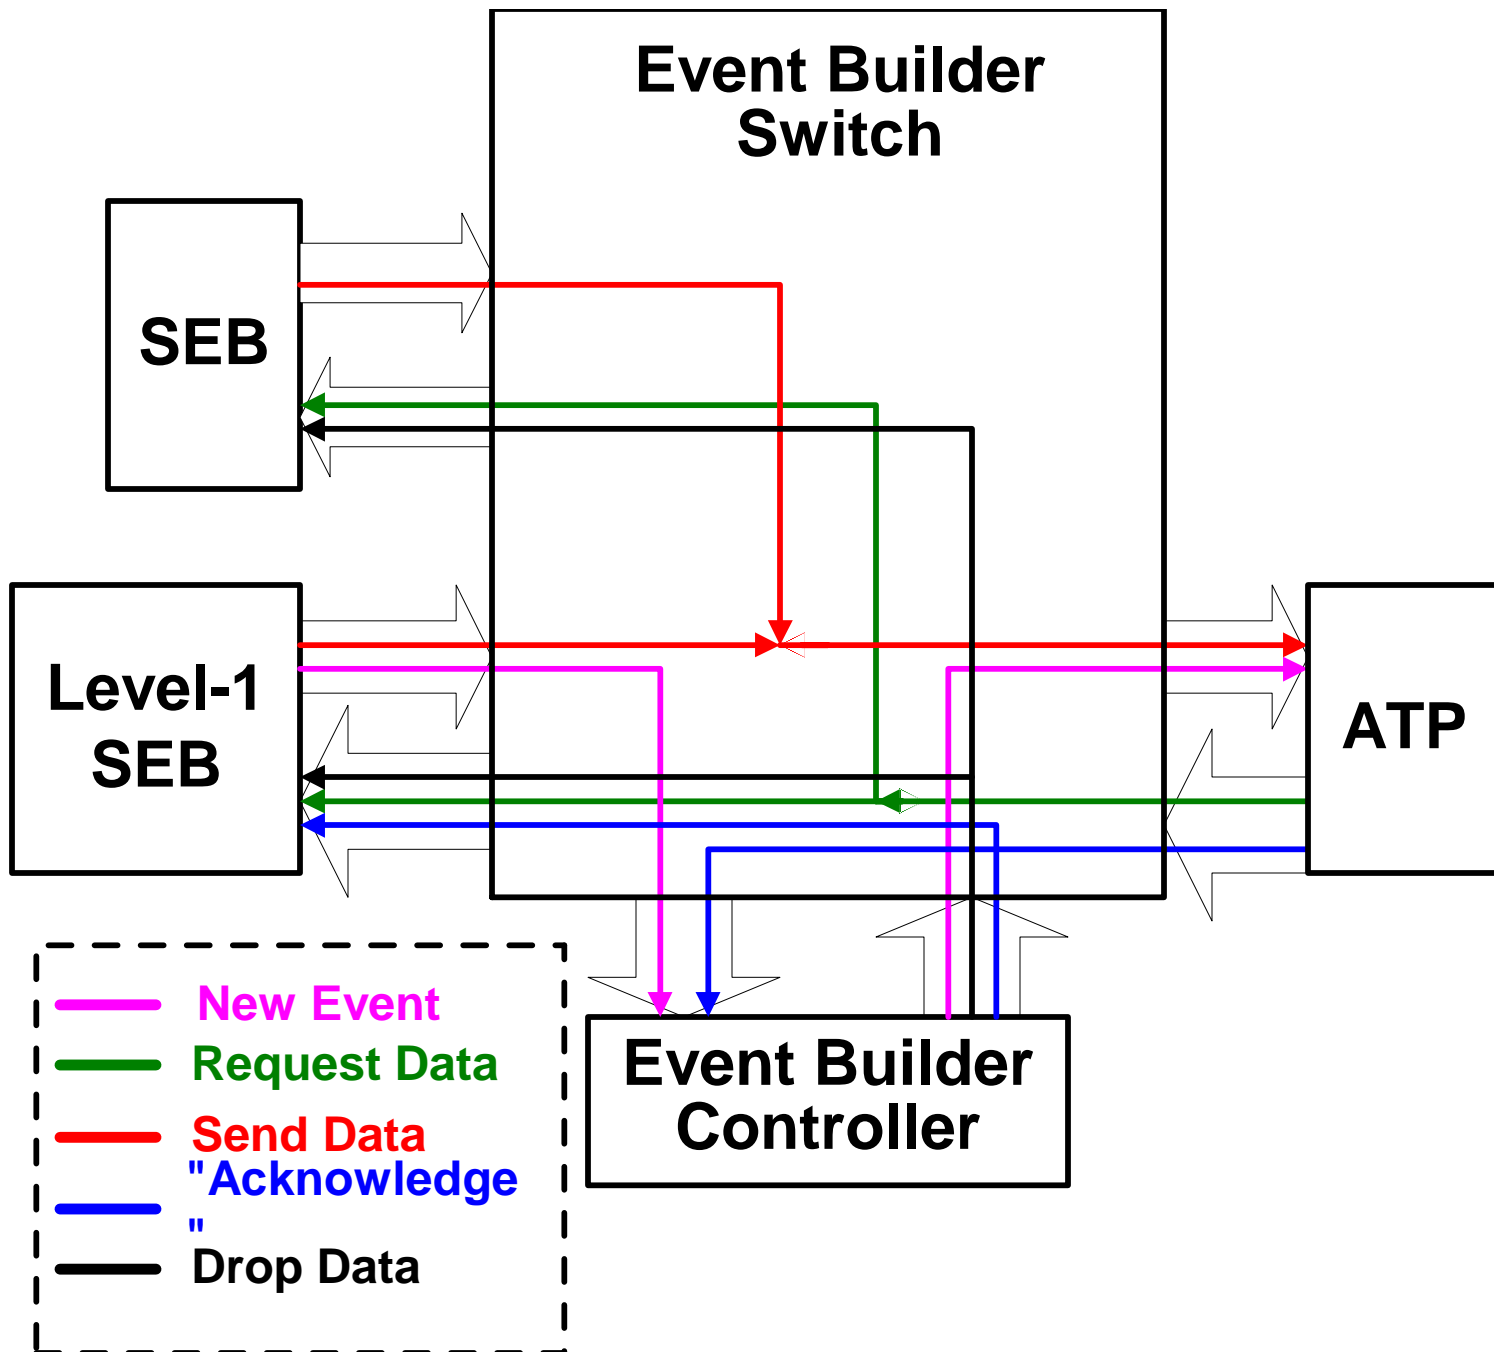 Event Builder
Switch
SEB
Level-1
SEB
ATP
Event Builder
Controller
New Event
Request Data
Send Data
"Acknowledge
"
Drop Data